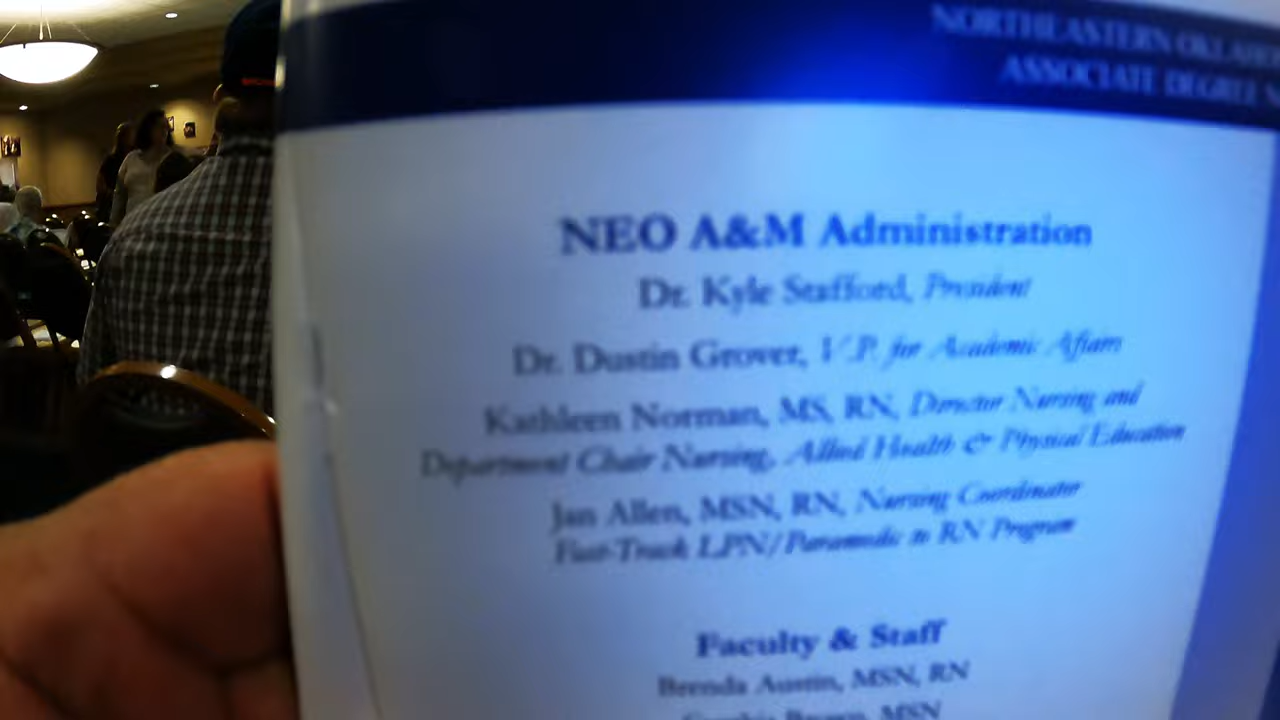 NORTHEASTERN
ASSOCIATE DEGREE
NEO A&M Administration
Dr. Kyle Stafford, President
Dr. Dustin Grover, V.P. for Academic Affairs
Kathleen Norman, MS, RN, Director Nursing and
Department Chair Nursing, Allied Health & Physical Education
Jan Allen, MSN, RN, Nursing Coordinator
Fast-Track LPN/Paramedic to RN Program
Faculty & Staff
Brenda Austin, MSN, RN
MSN